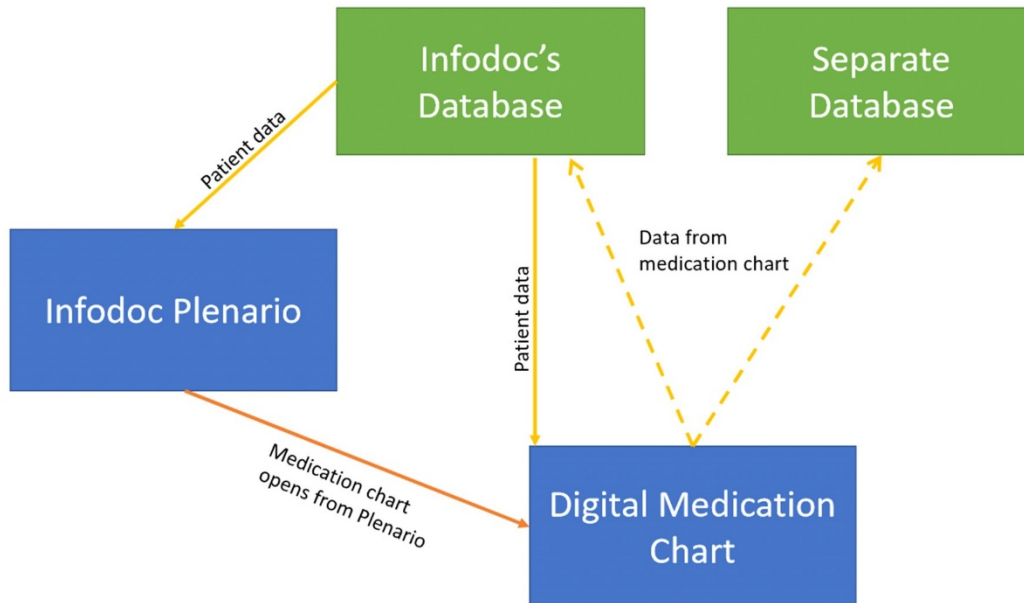 Infodoc's
Database
Separate
Database
Patient data
Infodoc Plenario
Patient data
Data from
medication chart
Medication chart
opens from Plenario
Digital Medication
Chart